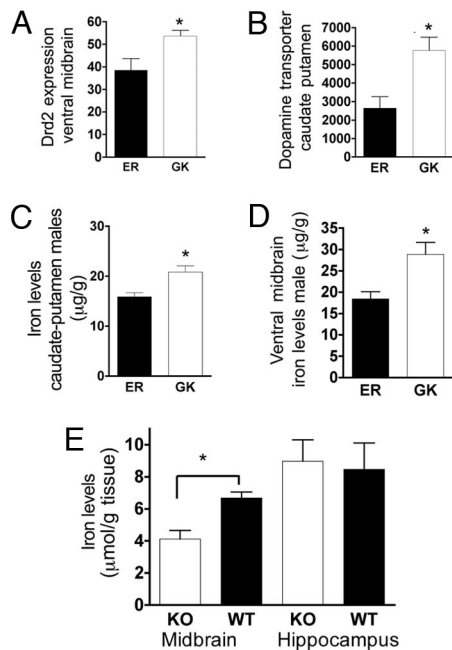 A
Drd2 expression
ventral midbrain
60
50
40
30
20
10
0
*
ER GK
B
Dopamine transporter
caudate putamen
8000
7000
6000
5000
4000
3000
2000
1000
0
*
ER GK
C
Iron levels
caudate-putamen males
(µg/g)
30
20
10
0
*
ER GK
D
Ventral midbrain
iron levels male (µg/g)
35
30
25
20
15
10
5
0
*
ER GK
E
Iron levels
(µmol/g tissue)
10
8
6
4
2
0
*
KO WT KO WT
Midbrain Hippocampus